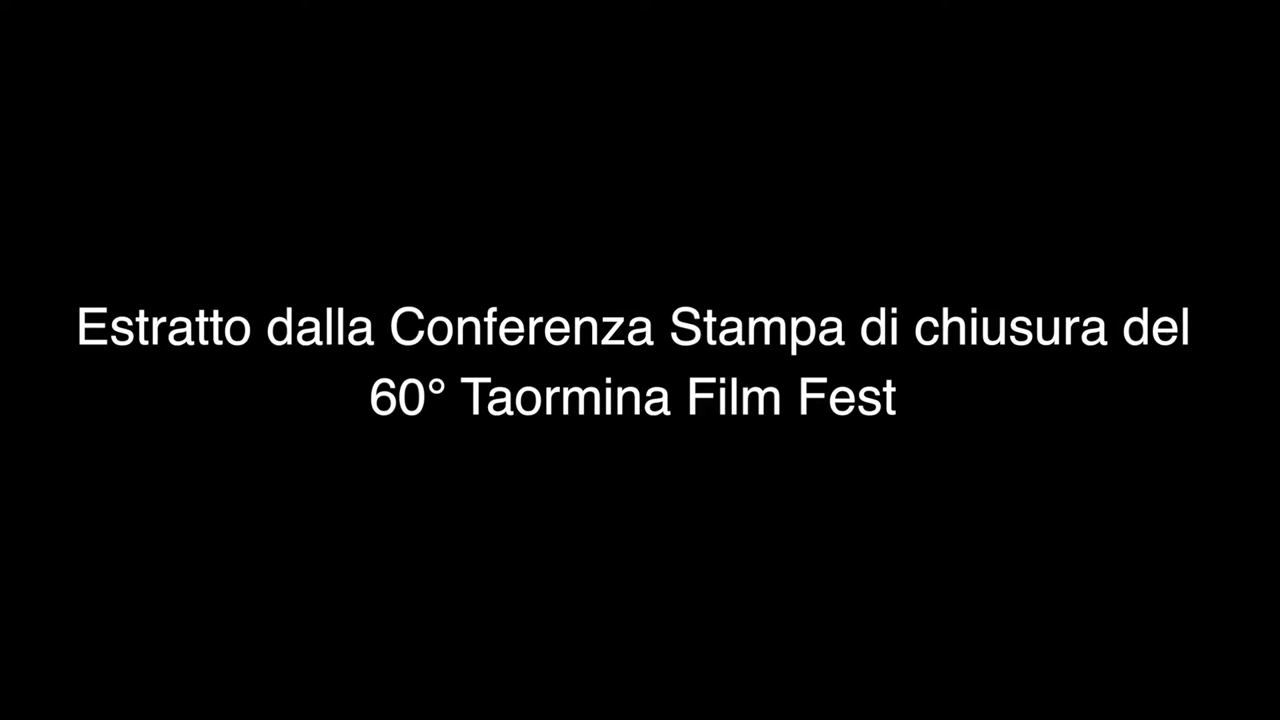 Estratto dalla Conferenza Stampa di chiusura del
60° Taormina Film Fest